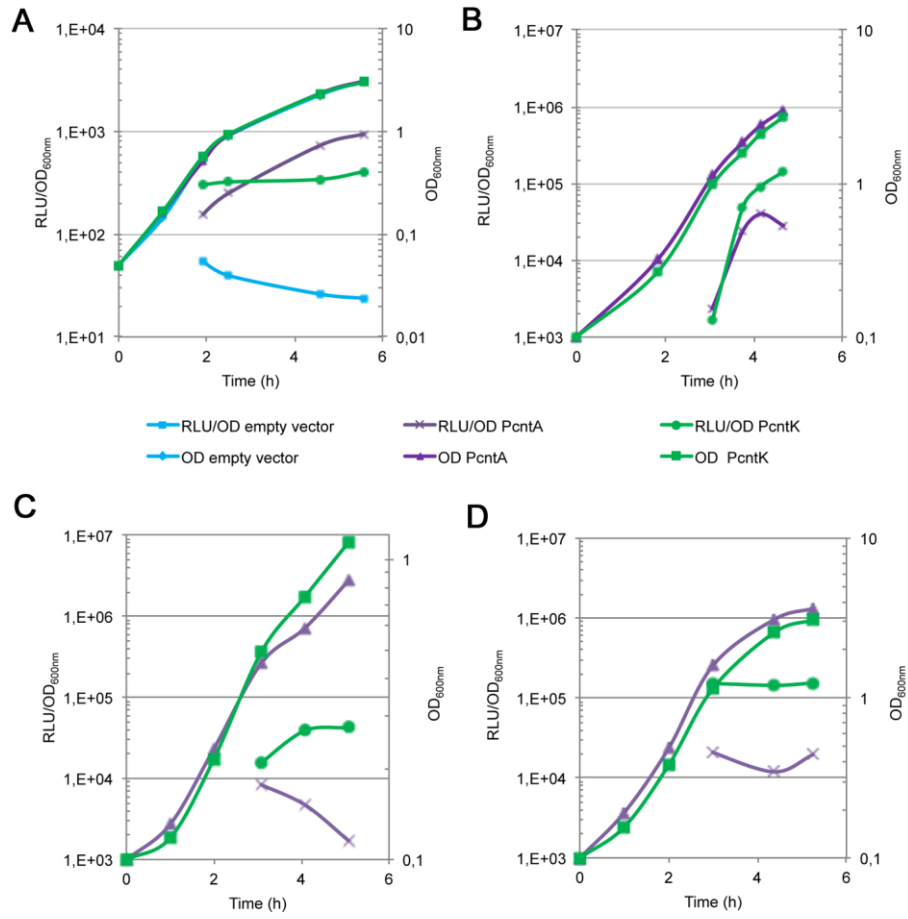 A
1,E+04
1,E+03
1,E+02
1,E+01
RLU/OD600nm
10
1
0,1
0,01
OD600nm
0 2 4 6
Time (h)
B
1,E+07
1,E+06
1,E+05
1,E+04
1,E+03
RLU/OD600nm
10
1
0,1
OD600nm
0 2 4 6
Time (h)
RLU/OD empty vector RLU/OD PcntA RLU/OD PcntK
OD empty vector OD PcntA OD PcntK
C
1,E+07
1,E+06
1,E+05
1,E+04
1,E+03
RLU/OD600nm
1
0,1
OD600nm
0 2 4 6
Time (h)
D
1,E+07
1,E+06
1,E+05
1,E+04
1,E+03
RLU/OD600nm
10
1
0,1
OD600nm
0 2 4 6
Time (h)